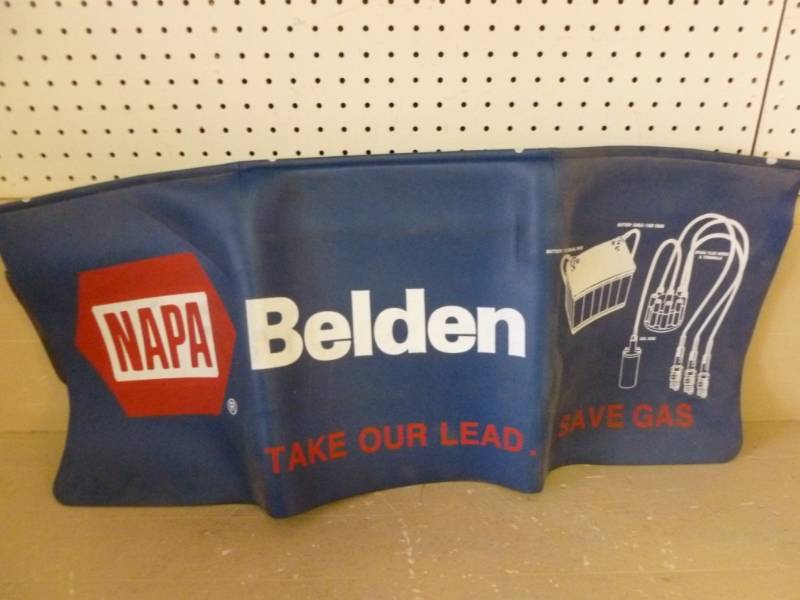 NAPA
®
Belden
TAKE OUR LEAD.
SAVE GAS